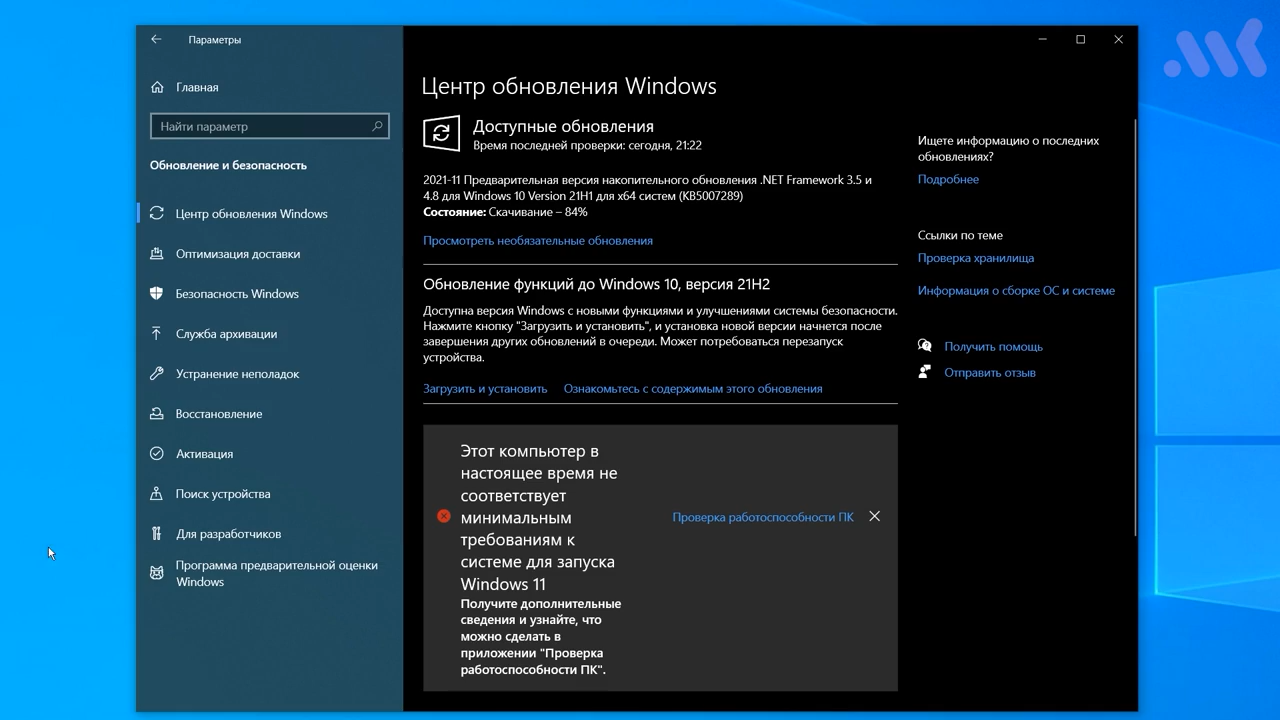 Параметры
Главная
Найти параметр
Обновление и безопасность
Центр обновления Windows
Оптимизация доставки
Безопасность Windows
Служба архивации
Устранение неполадок
Восстановление
Активация
Поиск устройства
Для разработчиков
Программа предварительной оценки
Windows
Центр обновления Windows
Доступные обновления
Время последней проверки: сегодня, 21:22
2021-11 Предварительная версия накопительного обновления .NET Framework 3.5 и
4.8 для Windows 10 Version 21H1 для x64 систем (KB5007289)
Состояние: Скачивание – 84%
Просмотреть необязательные обновления
Обновление функций до Windows 10, версия 21H2
Доступна версия Windows с новыми функциями и улучшениями системы безопасности.
Нажмите кнопку "Загрузить и установить", и установка новой версии начнется после
завершения других обновлений в очереди. Может потребоваться перезапуск
устройства.
Загрузить и установить Ознакомьтесь с содержимым этого обновления
Этот компьютер в
настоящее время не
соответствует
минимальным
требованиям к
системе для запуска
Windows 11
Получите дополнительные
сведения и узнайте, что
можно сделать в
приложении "Проверка
работоспособности ПК".
Проверка работоспособности ПК
Ищете информацию о последних
обновлениях?
Подробнее
Ссылки по теме
Проверка хранилища
Информация о сборке ОС и системе
Получить помощь
Отправить отзыв